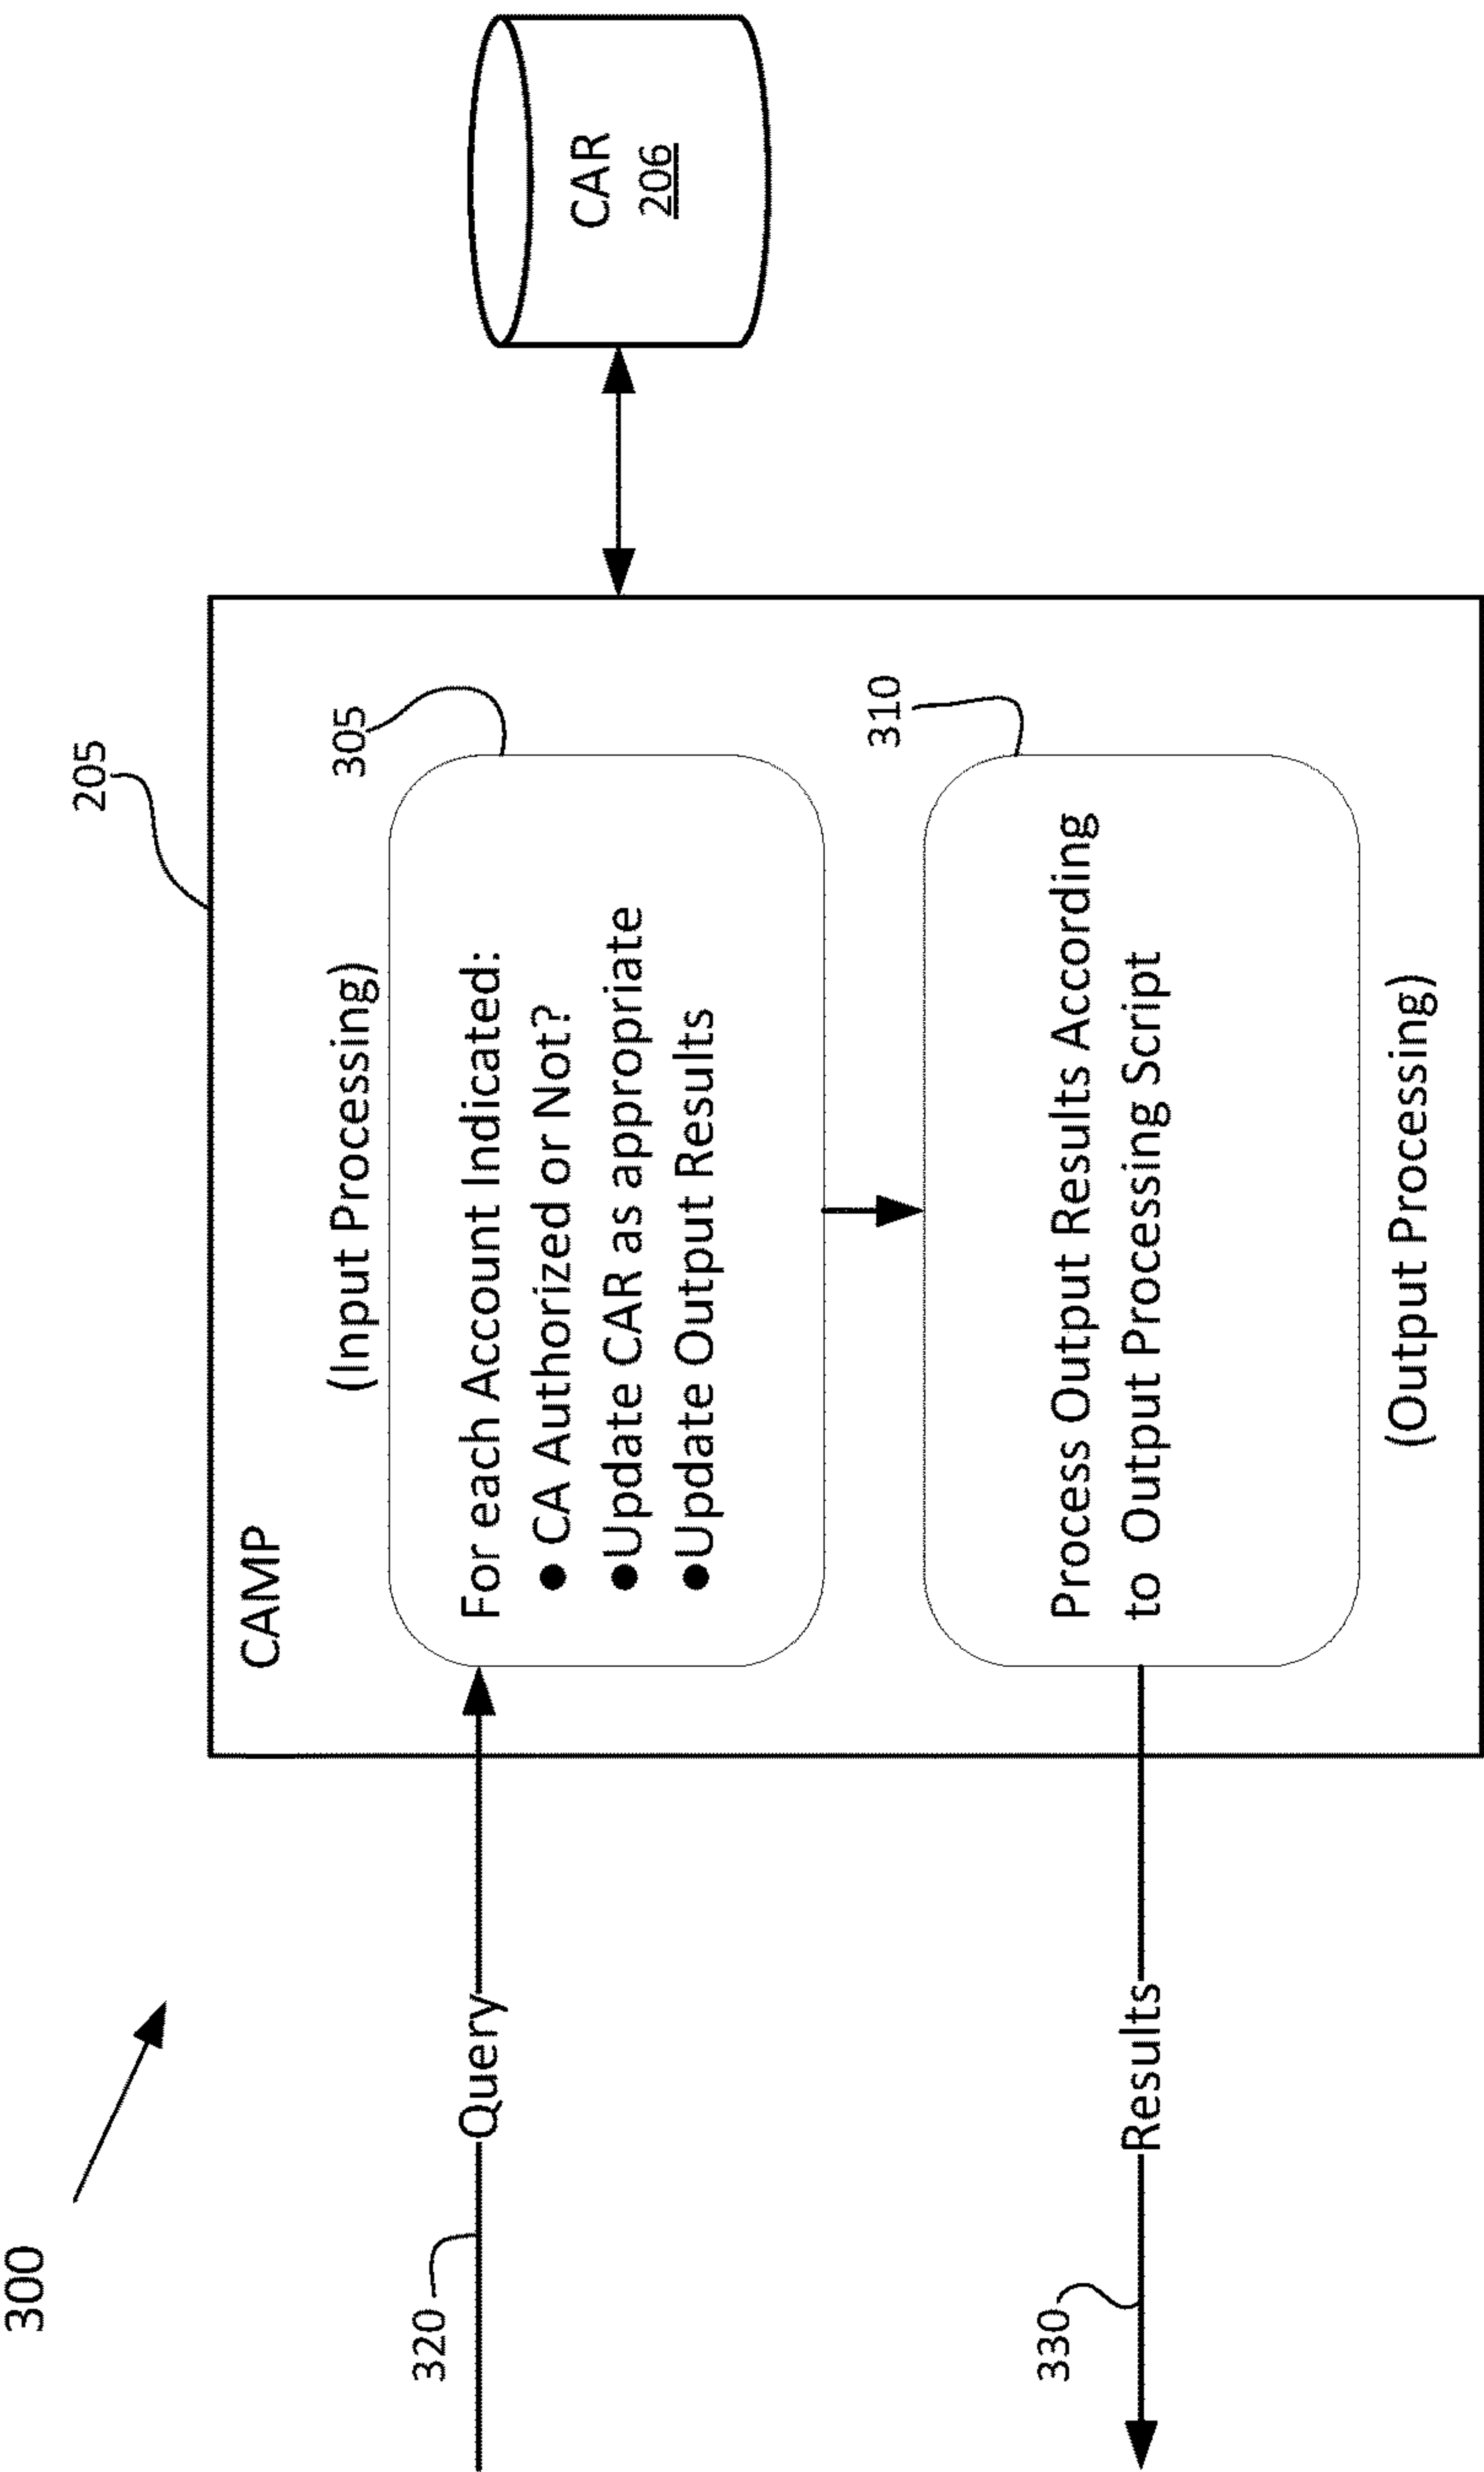 300
205
CAMP
(Input Processing)
305
320
Query
For each Account Indicated:
● CA Authorized or Not?
●Update CAR as appropriate
●Update Output Results
CAR
206
310
330
Results
Process Output Results According
to Output Processing Script
(Output Processing)